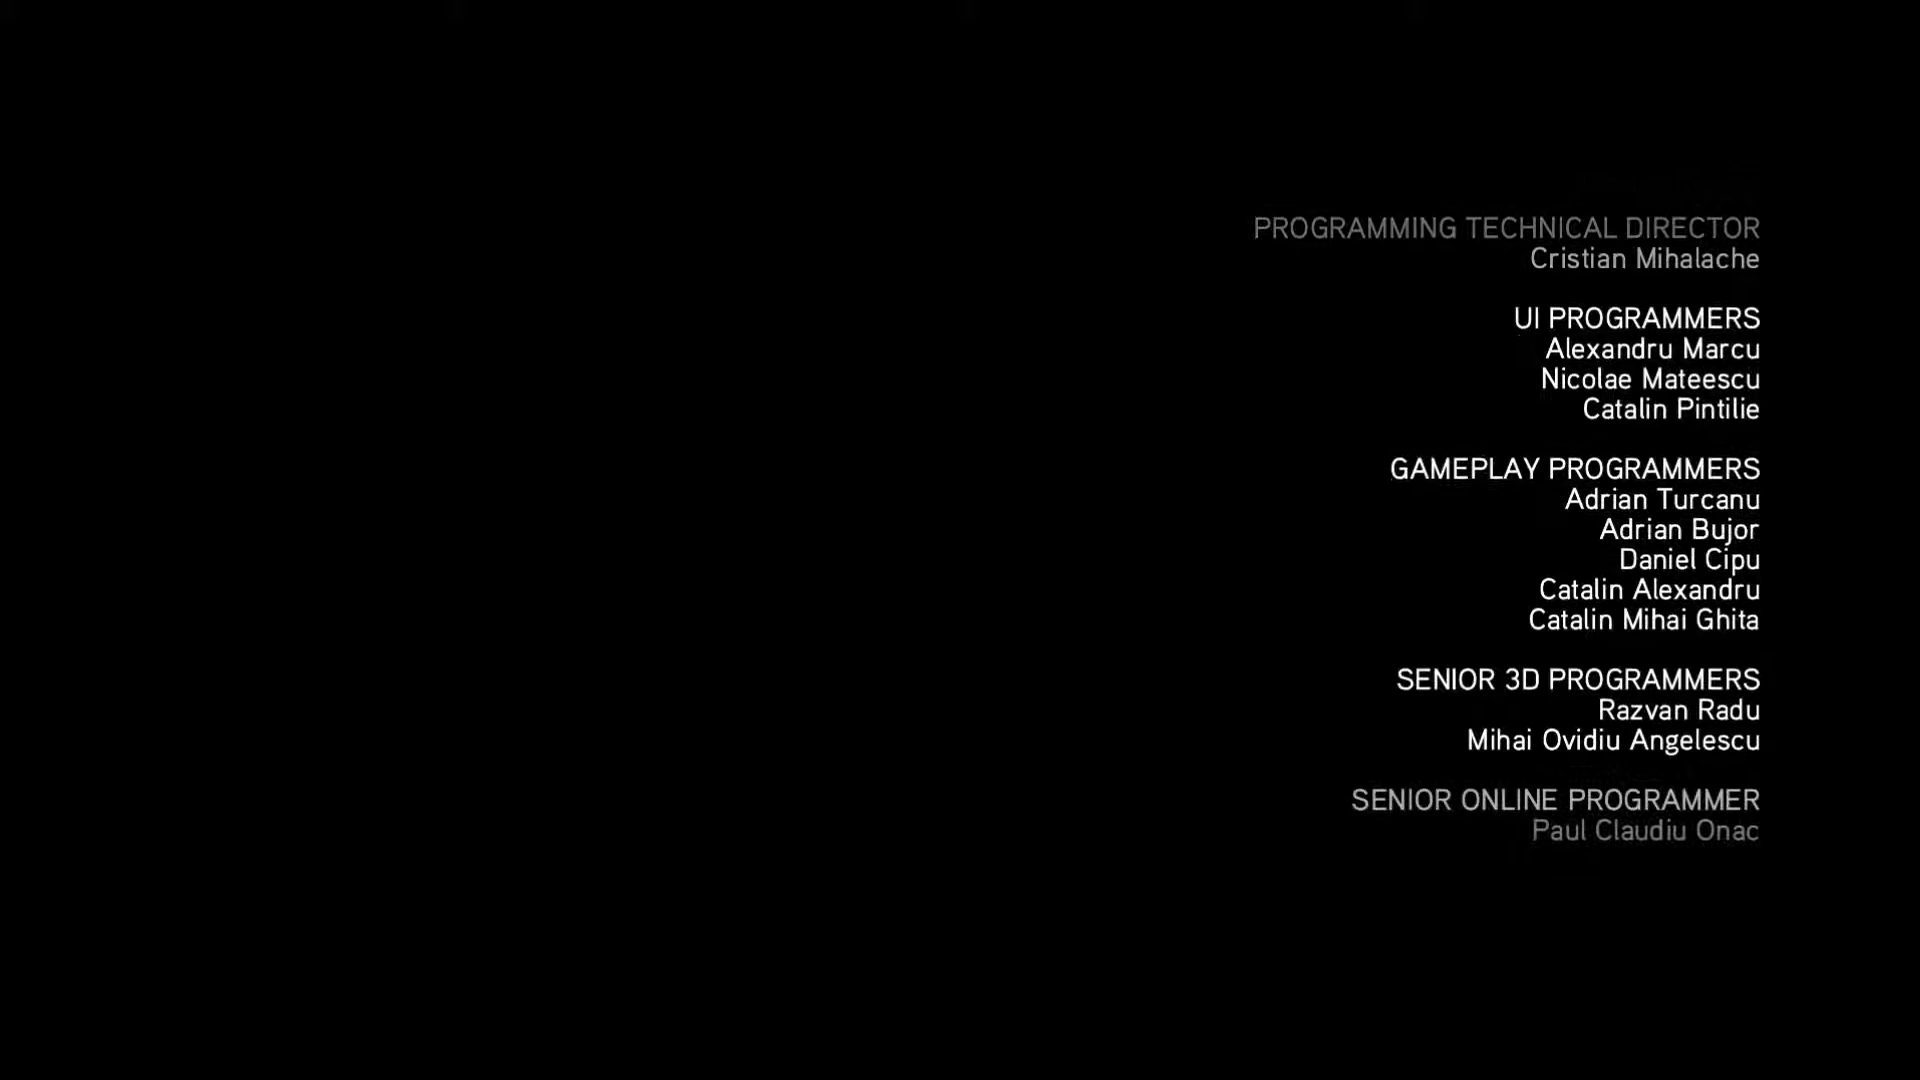 PROGRAMMING TECHNICAL DIRECTOR
Cristian Mihalache
UI PROGRAMMERS
Alexandru Marcu
Nicolae Mateescu
Catalin Pintilie
GAMEPLAY PROGRAMMERS
Adrian Turcanu
Adrian Bujor
Daniel Cipu
Catalin Alexandru
Catalin Mihai Ghita
SENIOR 3D PROGRAMMERS
Razvan Radu
Mihai Ovidiu Angelescu
SENIOR ONLINE PROGRAMMER
Paul Claudiu Onac